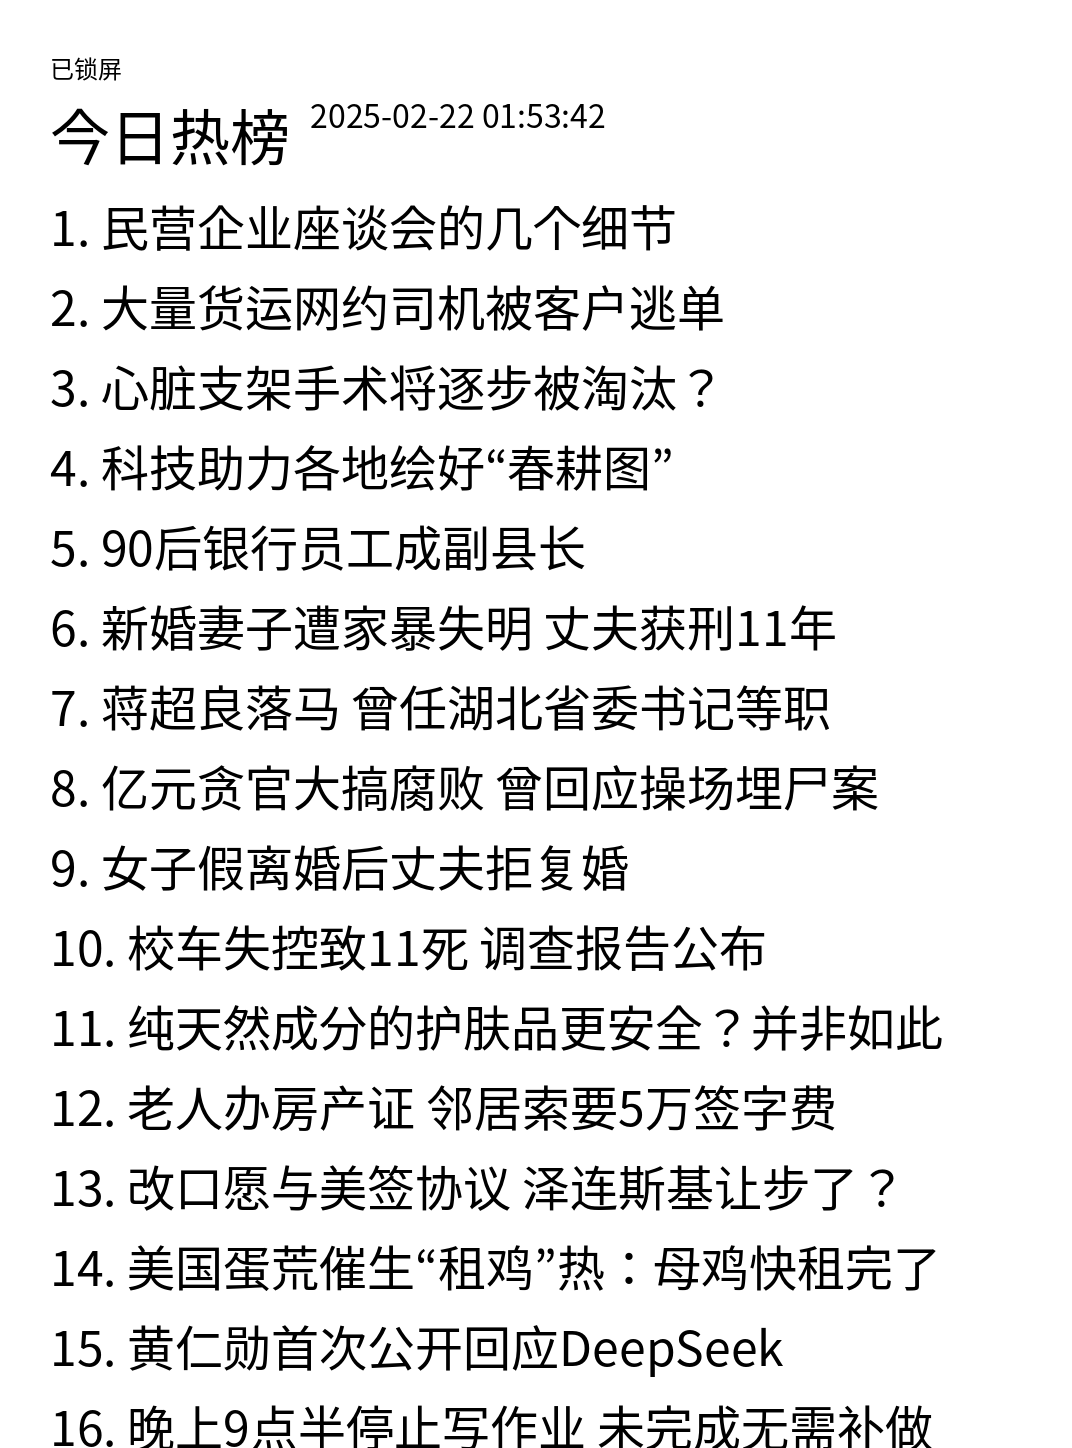 已锁屏
今日热榜 2025-02-22 01:53:42
1. 民营企业座谈会的几个细节
2. 大量货运网约司机被客户逃单
3. 心脏支架手术将逐步被淘汰？
4. 科技助力各地绘好“春耕图”
5. 90后银行员工成副县长
6. 新婚妻子遭家暴失明 丈夫获刑11年
7. 蒋超良落马 曾任湖北省委书记等职
8. 亿元贪官大搞腐败 曾回应操场埋尸案
9. 女子假离婚后丈夫拒复婚
10. 校车失控致11死 调查报告公布
11. 纯天然成分的护肤品更安全？并非如此
12. 老人办房产证 邻居索要5万签字费
13. 改口愿与美签协议 泽连斯基让步了？
14. 美国蛋荒催生“租鸡”热：母鸡快租完了
15. 黄仁勋首次公开回应DeepSeek
16. 晚上9点半停止写作业 未完成无需补做